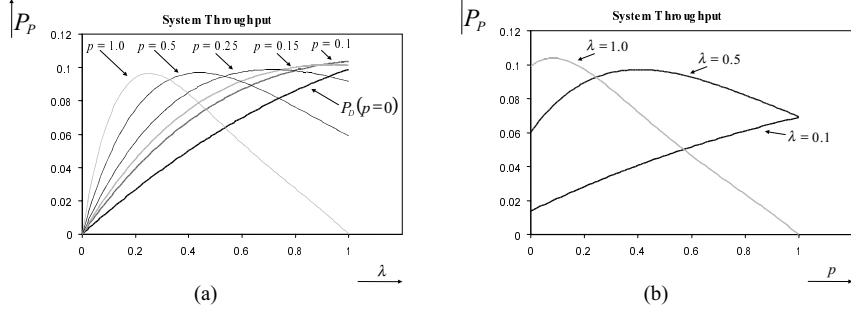 System Throughput
P_P
p = 1.0 p = 0.5 p = 0.25 p = 0.15 p = 0.1
P_D(p=0)
0.12
0.1
0.08
0.06
0.04
0.02
0
0 0.2 0.4 0.6 0.8 1
λ
(a)
System Throughput
P_P
λ = 1.0
λ = 0.5
λ = 0.1
0.12
0.1
0.08
0.06
0.04
0.02
0
0 0.2 0.4 0.6 0.8 1
p
(b)